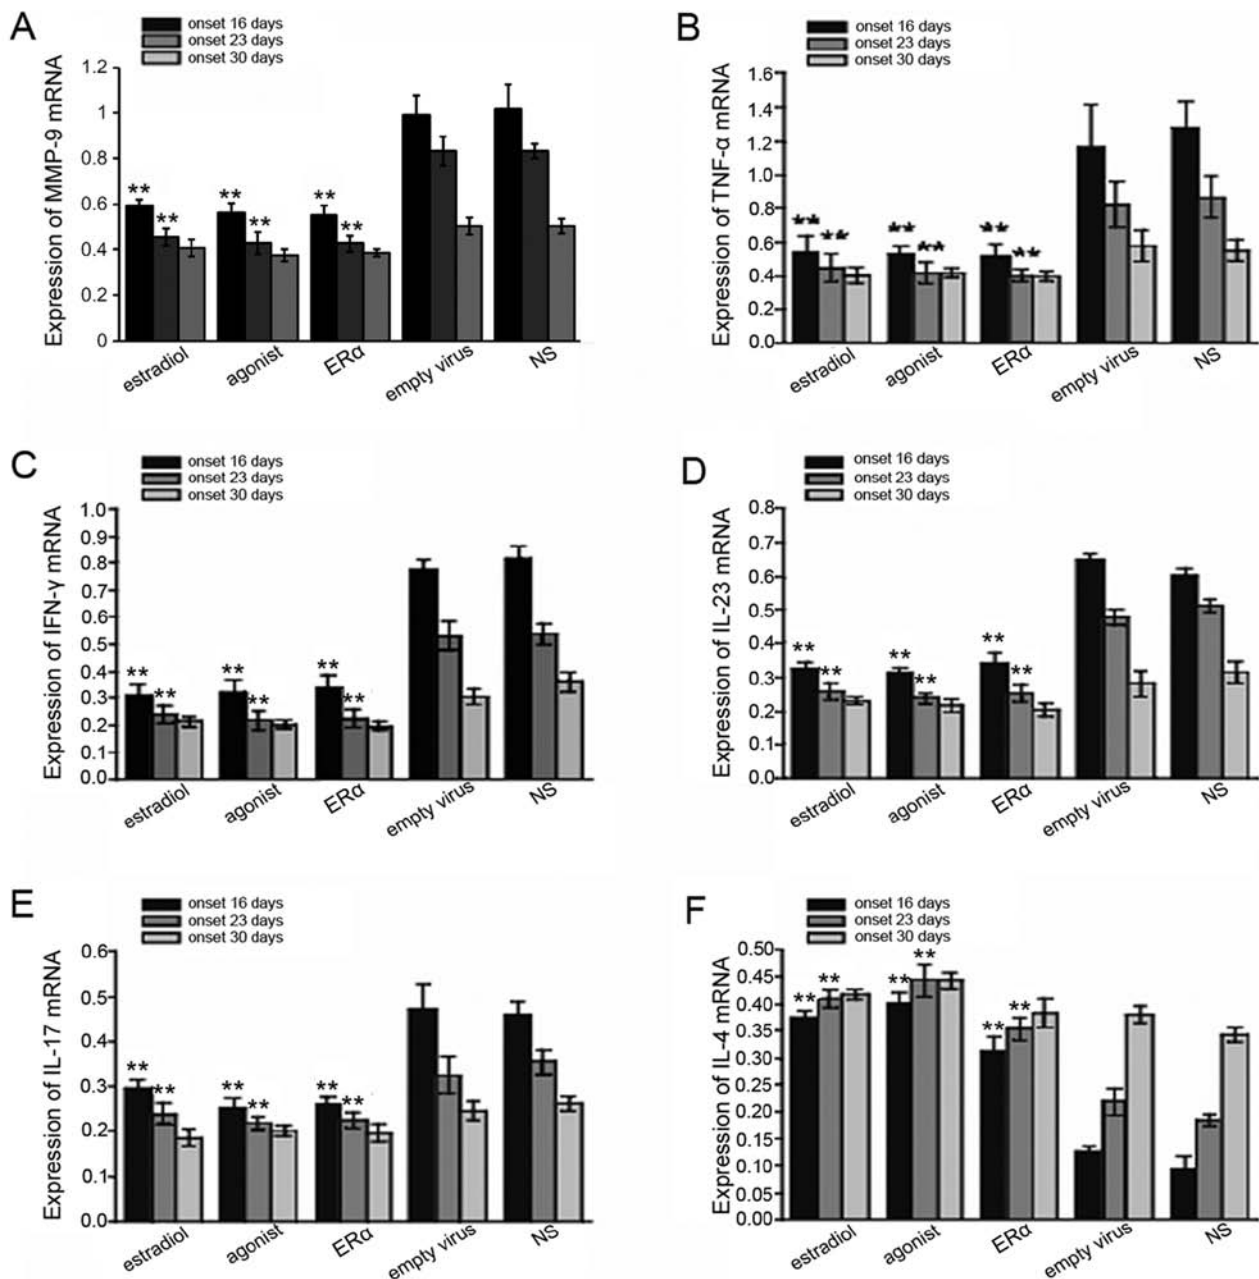 A
onset 16 days
onset 23 days
onset 30 days
Expression of MMP-9 mRNA
1.2
1
0.8
0.6
0.4
0.2
0
** ** ** ** ** **
estradiol agonist ERα empty virus NS
B
onset 16 days
onset 23 days
onset 30 days
Expression of TNF-α mRNA
1.6
1.4
1.2
1.0
0.8
0.6
0.4
0.2
0.0
** ** ** ** ** **
estradiol agonist ERα empty virus NS
C
onset 16 days
onset 23 days
onset 30 days
Expression of IFN-γ mRNA
1.0
0.9
0.8
0.7
0.5
0.4
0.3
0.2
0.0
** ** ** ** ** **
estradiol agonist ERα empty virus NS
D
onset 16 days
onset 23 days
onset 30 days
Expression of IL-23 mRNA
0.8
0.7
0.6
0.5
0.4
0.3
0.2
0.1
0.0
** ** ** ** ** **
estradiol agonist ERα empty virus NS
E
onset 16 days
onset 23 days
onset 30 days
Expression of IL-17 mRNA
0.6
0.5
0.4
0.3
0.2
0.1
0.0
** ** ** ** ** **
estradiol agonist ERα empty virus NS
F
onset 16 days
onset 23 days
onset 30 days
Expression of IL-4 mRNA
0.50
0.45
0.40
0.35
0.30
0.25
0.20
0.15
0.10
0.05
0.00
** ** ** ** ** **
estradiol agonist ERα empty virus NS